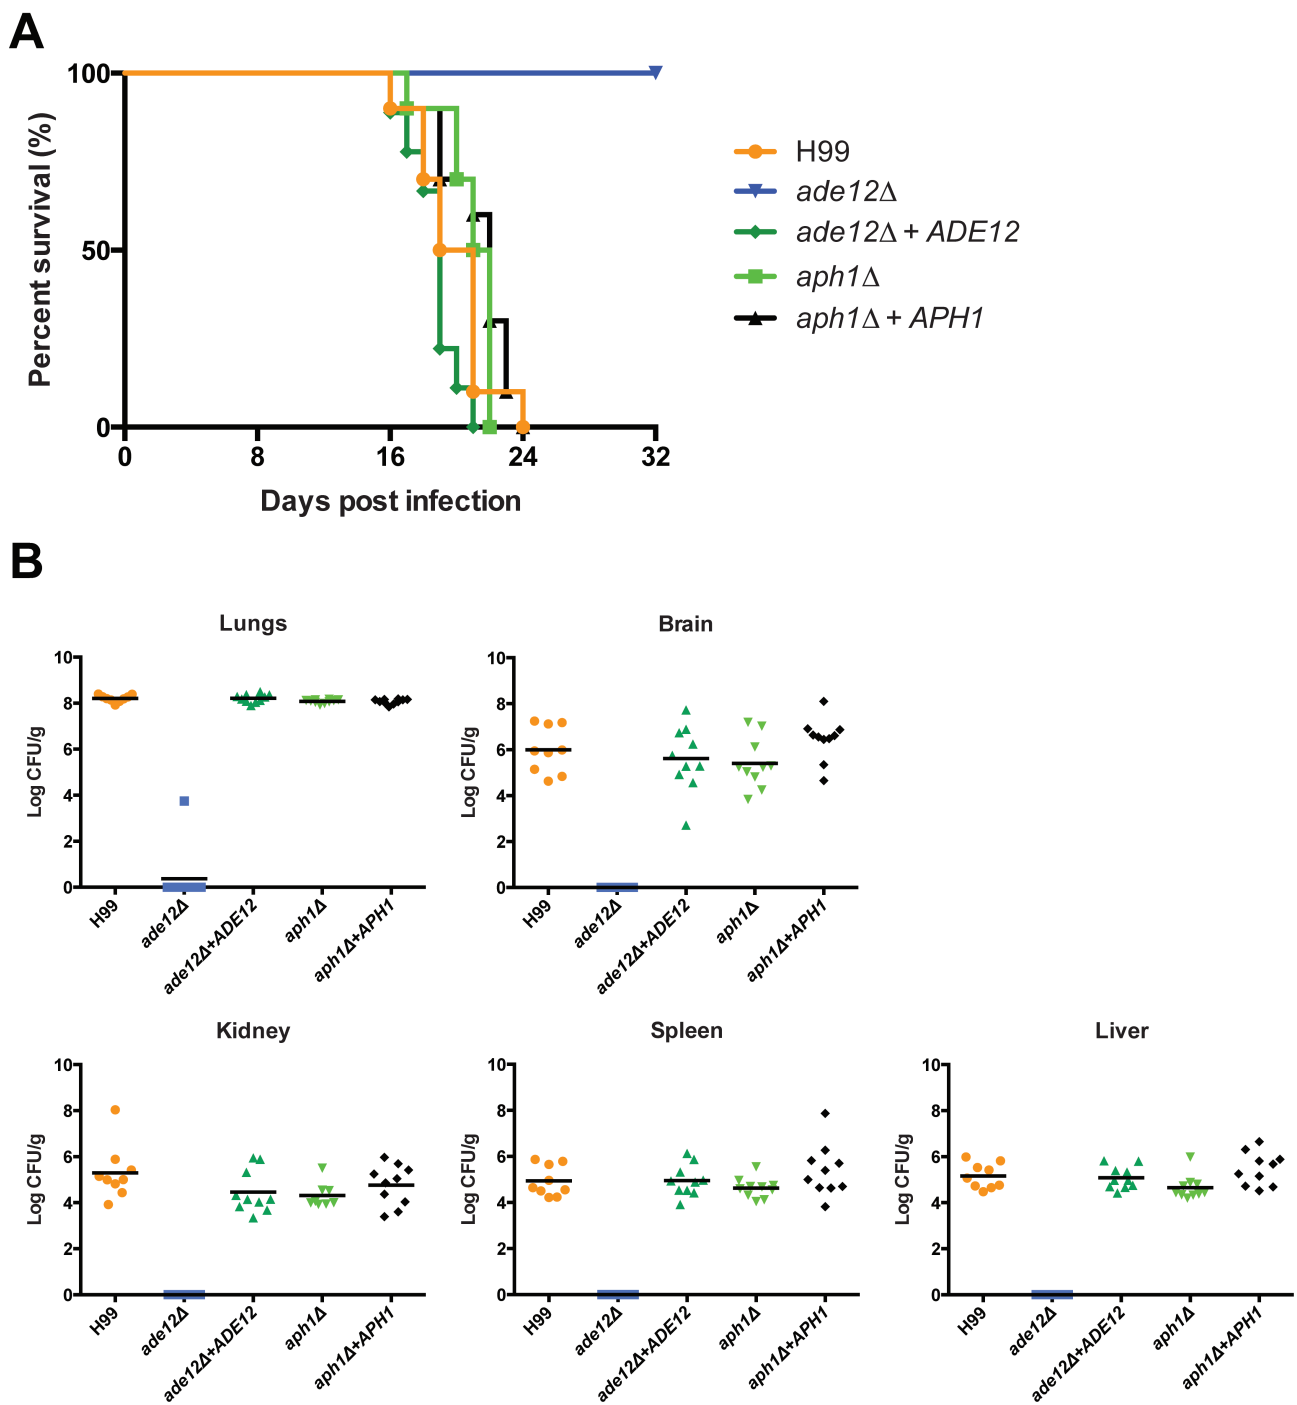 A
100
50
0
Percent survival (%)
0 8 16 24 32
Days post infection
H99
ade12Δ
ade12Δ + ADE12
aph1Δ
aph1Δ + APH1
B
Lungs
10
8
6
4
2
0
Log CFU/g
H99 ade12Δ ade12Δ+ADE12 aph1Δ aph1Δ+APH1
Brain
10
8
6
4
2
0
Log CFU/g
H99 ade12Δ ade12Δ+ADE12 aph1Δ aph1Δ+APH1
Kidney
10
8
6
4
2
0
Log CFU/g
H99 ade12Δ ade12Δ+ADE12 aph1Δ aph1Δ+APH1
Spleen
10
8
6
4
2
0
Log CFU/g
H99 ade12Δ ade12Δ+ADE12 aph1Δ aph1Δ+APH1
Liver
10
8
6
4
2
0
Log CFU/g
H99 ade12Δ ade12Δ+ADE12 aph1Δ aph1Δ+APH1